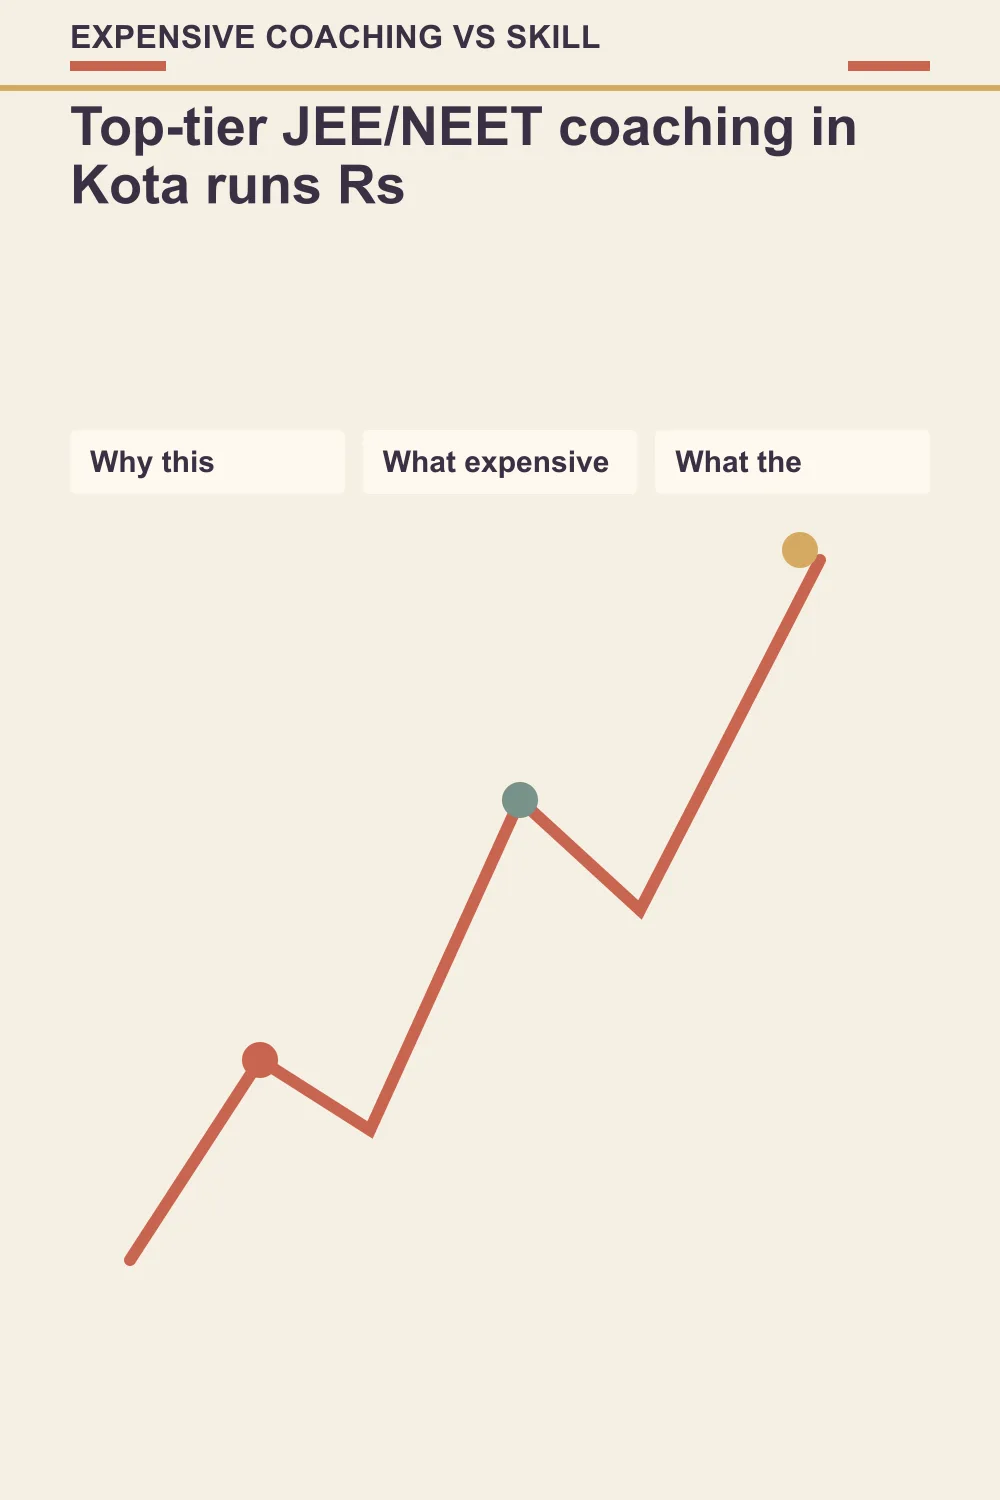 EXPENSIVE COACHING VS SKILL
Top-tier JEE/NEET coaching in
Kota runs Rs
Why this
What expensive
What the